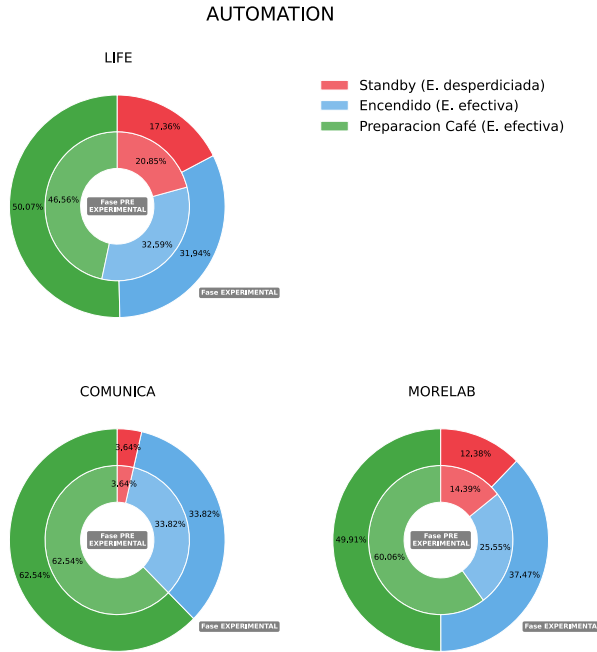 AUTOMATION
LIFE
Standby (E. desperdiciada)
Encendido (E. efectiva)
Preparacion Café (E. efectiva)
17,36%
20.85%
50.07%
46,56%
Fase PRE
EXPERIMENTAL
32,59%
31,94%
Fase EXPERIMENTAL
COMUNICA
3,64%
3.64%
33.82%
33,82%
Fase PRE
EXPERIMENTAL
62.54%
62.54%
Fase EXPERIMENTAL
MORELAB
12.38%
14.39%
49.91%
Fase PRE
EXPERIMENTAL
25.55%
60.06%
37.47%
Fase EXPERIMENTAL